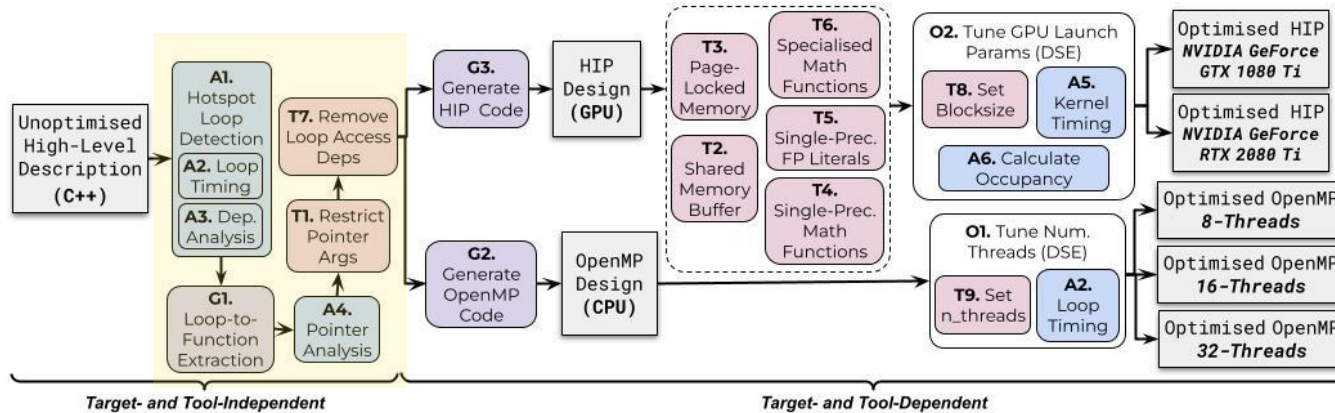 Unoptimised
High-Level
Description
(C++)
A1.
Hotspot
Loop
Detection
A2. Loop
Timing
A3. Dep.
Analysis
G1.
Loop-to-
Function
Extraction
A4.
Pointer
Analysis
T1. Restrict
Pointer
Args
T7. Remove
Loop Access
Deps
G3.
Generate
HIP Code
HIP
Design
(GPU)
G2.
Generate
OpenMP
Code
OpenMP
Design
(CPU)
T3.
Page-
Locked
Memory
T2.
Shared
Memory
Buffer
T6.
Specialised
Math
Functions
T5.
Single-Prec.
FP Literals
T4.
Single-Prec.
Math
Functions
O2. Tune GPU Launch
Params (DSE)
T8. Set
Blocksize
A5.
Kernel
Timing
A6. Calculate
Occupancy
O1. Tune Num.
Threads (DSE)
T9. Set
n_threads
A2.
Loop
Timing
Optimised HIP
NVIDIA GeForce
GTX 1080 Ti
Optimised HIP
NVIDIA GeForce
RTX 2080 Ti
Optimised OpenMP
8-Threads
Optimised OpenMP
16-Threads
Optimised OpenMP
32-Threads
Target- and Tool-Independent
Target- and Tool-Dependent